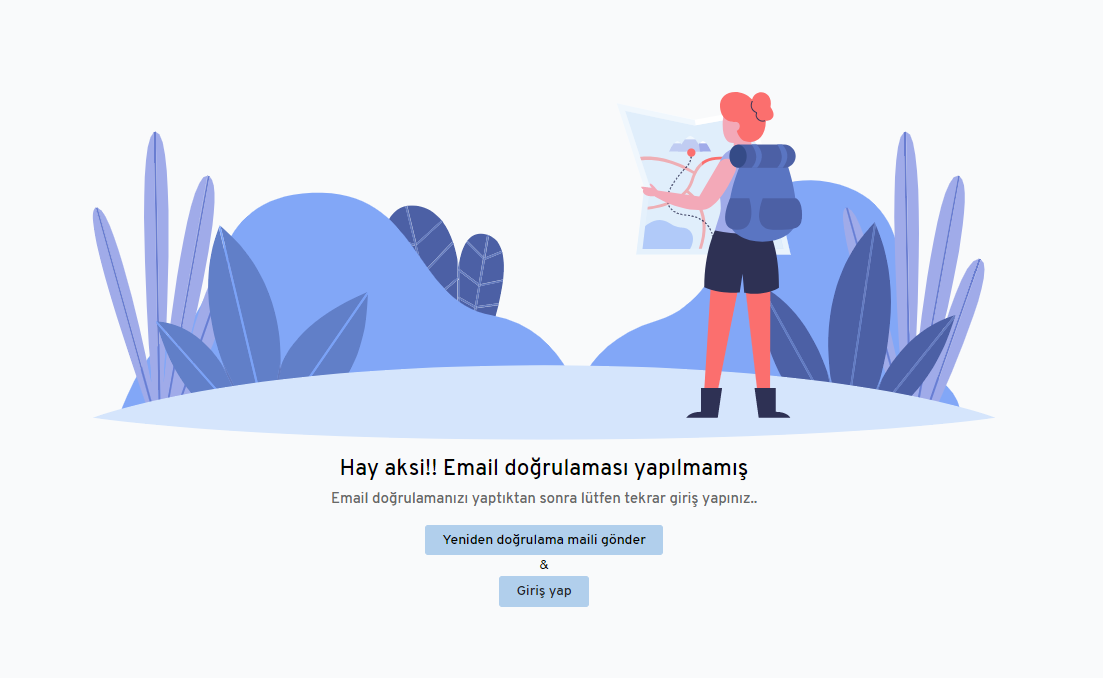 Hay aksi!! Email doğrulaması yapılmamış
Email doğrulamanızı yaptıktan sonra lütfen tekrar giriş yapınız..
Yeniden doğrulama maili gönder
&
Giriş yap